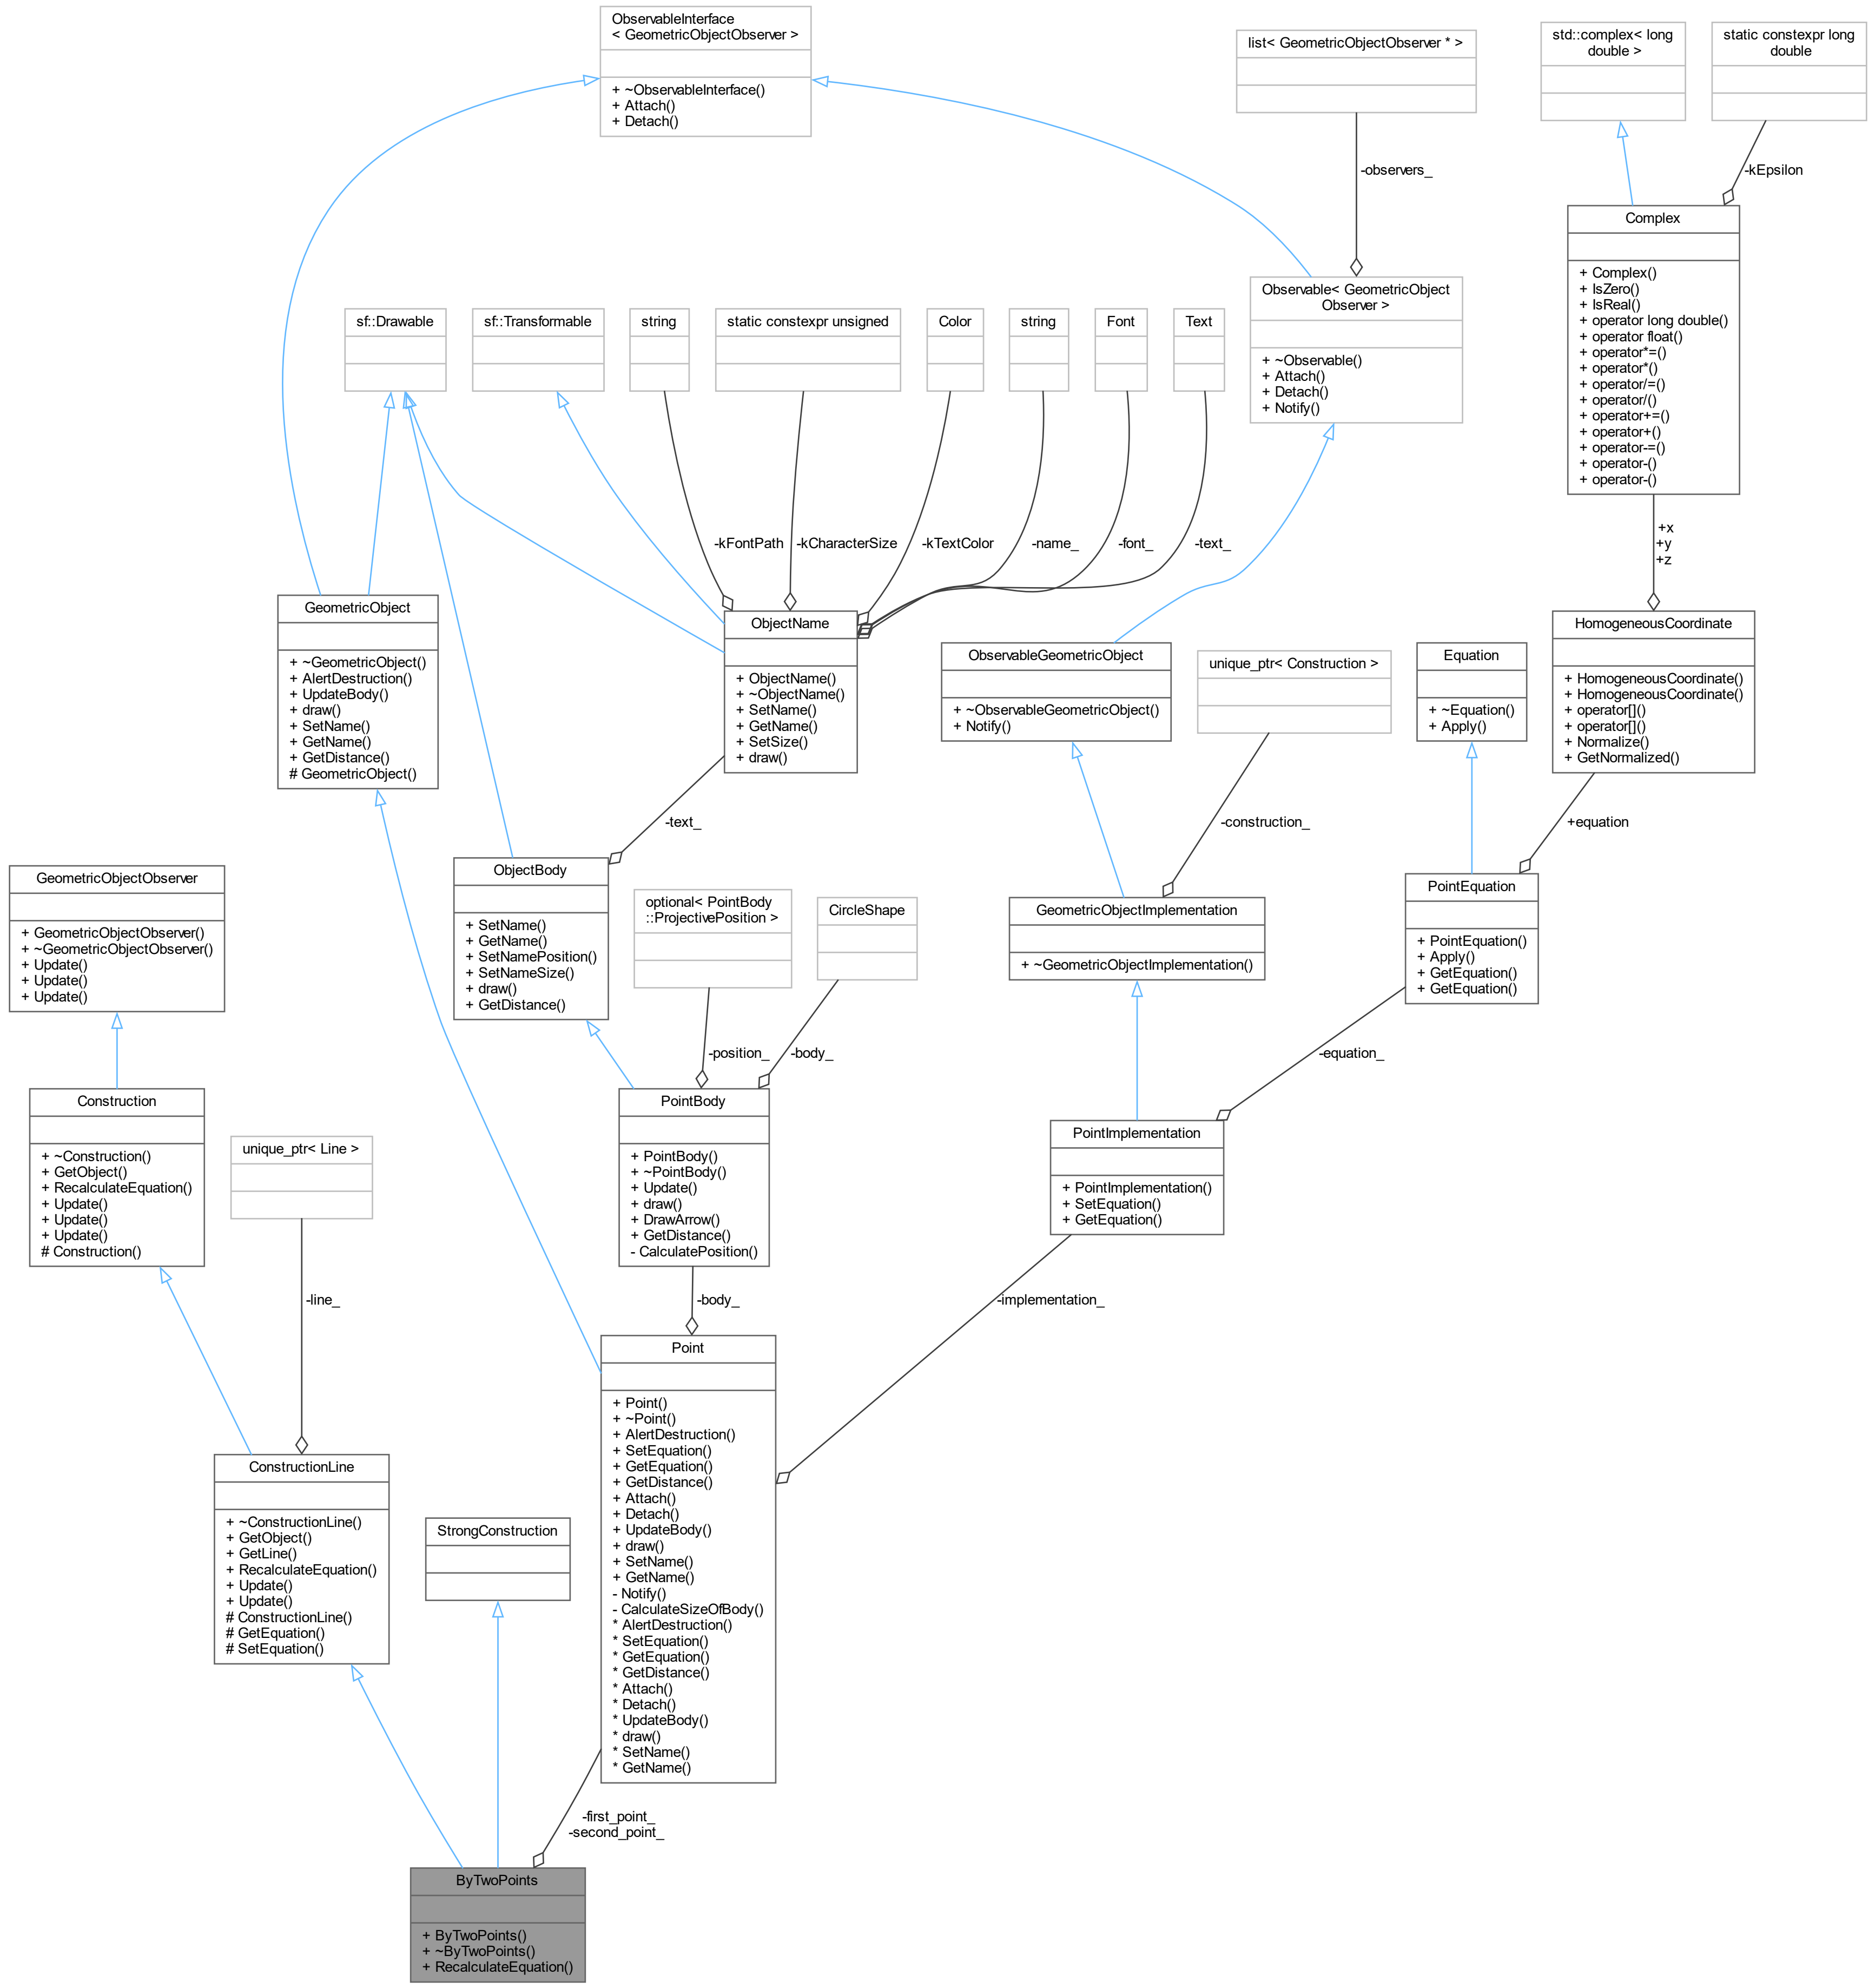 ObservableInterface
< GeometricObjectObserver >
+ ~ObservableInterface()
+ Attach()
+ Detach()
list< GeometricObjectObserver * >
std::complex< long
double >
static constexpr long
double
-observers_
-kEpsilon
Complex
+ Complex()
+ IsZero()
+ IsReal()
+ operator long double()
+ operator float()
+ operator*=()
+ operator*()
+ operator/=()
+ operator/()
+ operator+=()
+ operator+()
+ operator-=()
+ operator-()
+ operator-()
Observable< GeometricObject
Observer >
+ ~Observable()
+ Attach()
+ Detach()
+ Notify()
sf::Drawable
sf::Transformable
string
static constexpr unsigned
Color
string
Font
Text
-kFontPath
-kCharacterSize
-kTextColor
-name_
-font_
-text_
+x
+y
+z
GeometricObject
+ ~GeometricObject()
+ AlertDestruction()
+ UpdateBody()
+ draw()
+ SetName()
+ GetName()
+ GetDistance()
# GeometricObject()
ObjectName
+ ObjectName()
+ ~ObjectName()
+ SetName()
+ GetName()
+ SetSize()
+ draw()
ObservableGeometricObject
+ ~ObservableGeometricObject()
+ Notify()
unique_ptr< Construction >
Equation
+ ~Equation()
+ Apply()
HomogeneousCoordinate
+ HomogeneousCoordinate()
+ HomogeneousCoordinate()
+ operator[]()
+ operator[]()
+ Normalize()
+ GetNormalized()
-text_
-construction_
+equation
GeometricObjectObserver
+ GeometricObjectObserver()
+ ~GeometricObjectObserver()
+ Update()
+ Update()
+ Update()
ObjectBody
+ SetName()
+ GetName()
+ SetNamePosition()
+ SetNameSize()
+ draw()
+ GetDistance()
optional< PointBody
::ProjectivePosition >
CircleShape
GeometricObjectImplementation
+ ~GeometricObjectImplementation()
PointEquation
+ PointEquation()
+ Apply()
+ GetEquation()
+ GetEquation()
-position_
-body_
-equation_
Construction
+ ~Construction()
+ GetObject()
+ RecalculateEquation()
+ Update()
+ Update()
+ Update()
# Construction()
unique_ptr< Line >
PointBody
+ PointBody()
+ ~PointBody()
+ Update()
+ draw()
+ DrawArrow()
+ GetDistance()
- CalculatePosition()
PointImplementation
+ PointImplementation()
+ SetEquation()
+ GetEquation()
-line_
-body_
-implementation_
Point
+ Point()
+ ~Point()
+ AlertDestruction()
+ SetEquation()
+ GetEquation()
+ GetDistance()
+ Attach()
+ Detach()
+ UpdateBody()
+ draw()
+ SetName()
+ GetName()
- Notify()
- CalculateSizeOfBody()
* AlertDestruction()
* SetEquation()
* GetEquation()
* GetDistance()
* Attach()
* Detach()
* UpdateBody()
* draw()
* SetName()
* GetName()
ConstructionLine
+ ~ConstructionLine()
+ GetObject()
+ GetLine()
+ RecalculateEquation()
+ Update()
+ Update()
# ConstructionLine()
# GetEquation()
# SetEquation()
StrongConstruction
-first_point_
-second_point_
ByTwoPoints
+ ByTwoPoints()
+ ~ByTwoPoints()
+ RecalculateEquation()